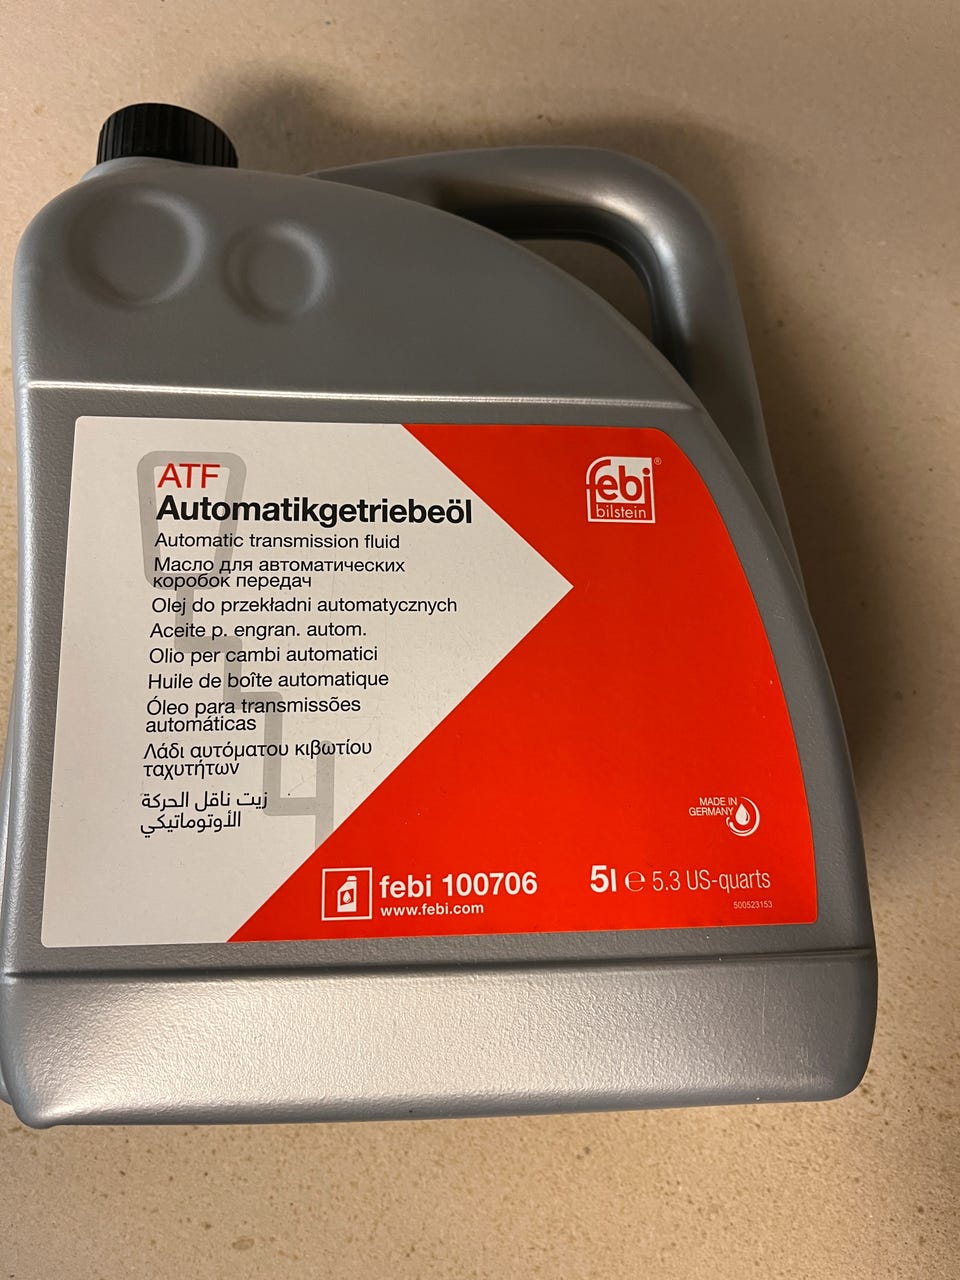 ATF
Automatikgetriebeöl
Automatic transmission fluid
Масло для автоматических
коробок передач
Olej do przekładni automatycznych
Aceite p. engran. autom.
Olio per cambi automatici
Huile de boîte automatique
Óleo para transmissões
automáticas
Λάδι αυτόματου κιβωτίου
ταχυτήτων
زيت ناقل الحركة
الأوتوماتيكي
febi®
bilstein
MADE IN
GERMANY
febi 100706
www.febi.com
5l ℮ 5.3 US-quarts
500523153